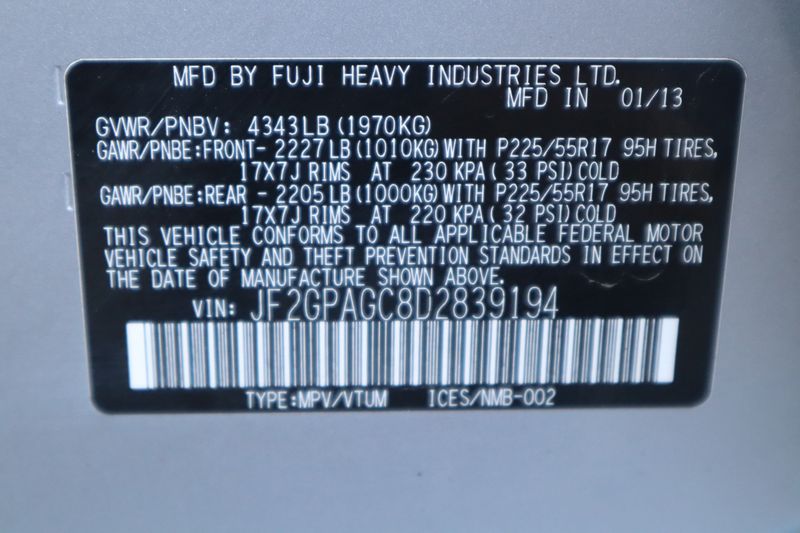 MFD BY FUJI HEAVY INDUSTRIES LTD.
MFD IN 01/13
GVWR/PNBV: 4343LB (1970KG)
GAWR/PNBE:FRONT- 2227LB (1010KG) WITH P225/55R17 95H TIRES,
17X7J RIMS AT 230 KPA( 33 PSI) COLD
GAWR/PNBE:REAR - 2205LB (1000KG) WITH P225/55R17 95H TIRES,
17X7J RIMS AT 220 KPA( 32 PSI) COLD
THIS VEHICLE CONFORMS TO ALL APPLICABLE FEDERAL MOTOR
VEHICLE SAFETY AND THEFT PREVENTION STANDARDS IN EFFECT ON
THE DATE OF MANUFACTURE SHOWN ABOVE.
VIN: JF2GPAGC8D2839194
TYPE:MPV/VTUM ICES/NMB-002